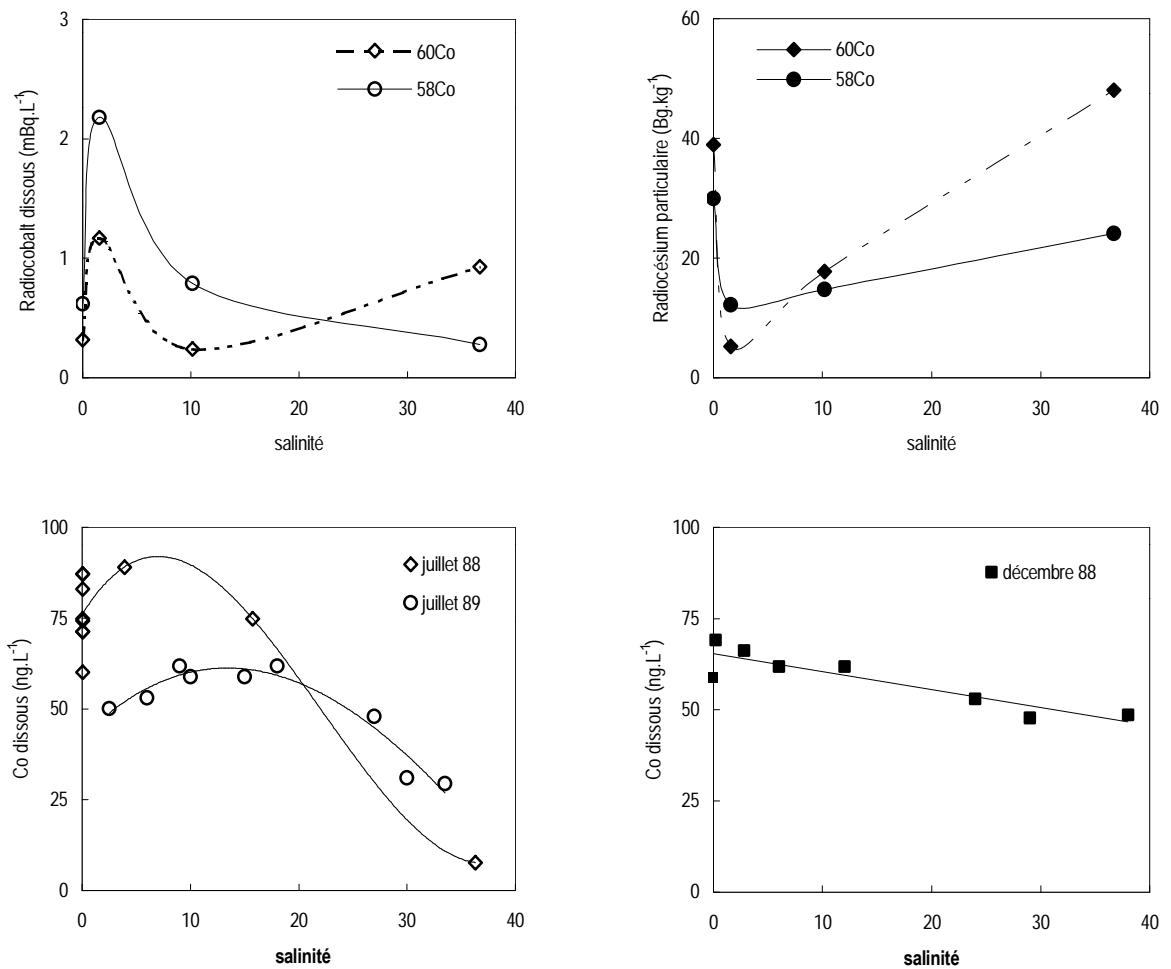 3
2
1
0
0
10
20
30
40
Radiocobalt dissous (mBq.L-1)
salinité
60Co
58Co
60
40
20
0
0
10
20
30
40
Radiocésium particulaire (Bg.kg-1)
salinité
60Co
58Co
100
75
50
25
0
0
10
20
30
40
Co dissous (ng.L-1)
salinité
juillet 88
juillet 89
100
75
50
25
0
0
10
20
30
40
Co dissous (ng.L-1)
salinité
décembre 88